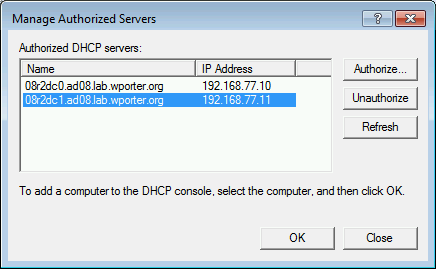 Manage Authorized Servers
Authorized DHCP servers:
Name IP Address
08r2dc0.ad08.lab.wporter.org 192.168.77.10
08r2dc1.ad08.lab.wporter.org 192.168.77.11
Authorize...
Unauthorize
Refresh
To add a computer to the DHCP console, select the computer, and then click OK.
OK Close